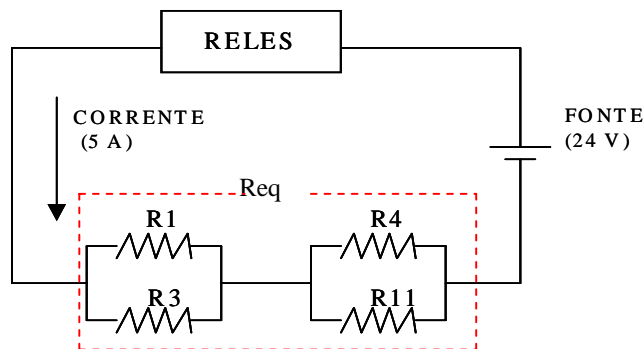 RELES
CORRENTE
(5 A)
FONTE
(24 V)
Req
R1
R4
R3
R11